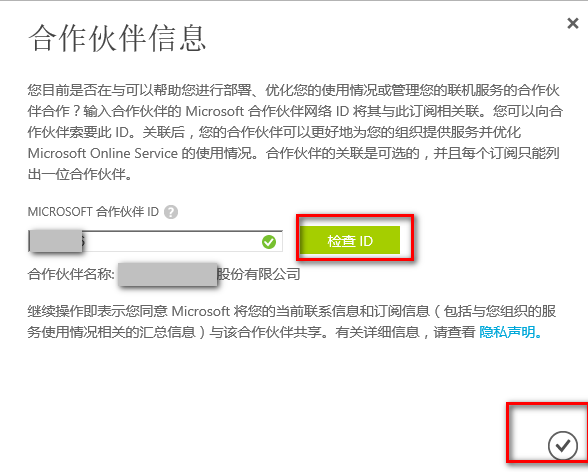 合作伙伴信息
您目前是否在与可以帮助您进行部署、优化您的使用情况或管理您的联机服务的合作伙
伴合作？输入合作伙伴的 Microsoft 合作伙伴网络 ID 将其与此订阅相关联。您可以向合
作伙伴索要此 ID。关联后，您的合作伙伴可以更好地为您的组织提供服务并优化
Microsoft Online Service 的使用情况。合作伙伴的关联是可选的，并且每个订阅只能列
出一位合作伙伴。
MICROSOFT 合作伙伴 ID ?
检查 ID
合作伙伴名称: 股份有限公司
继续操作即表示您同意 Microsoft 将您的当前联系信息和订阅信息（包括与您组织的服
务使用情况相关的汇总信息）与该合作伙伴共享。有关详细信息，请查看 隐私声明。